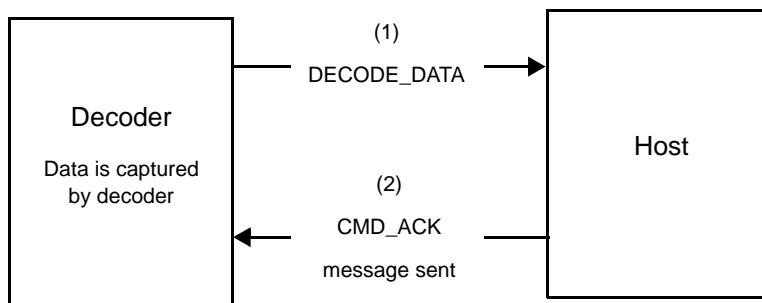 Decoder
Data is captured
by decoder
(1)
DECODE_DATA
(2)
CMD_ACK
message sent
Host